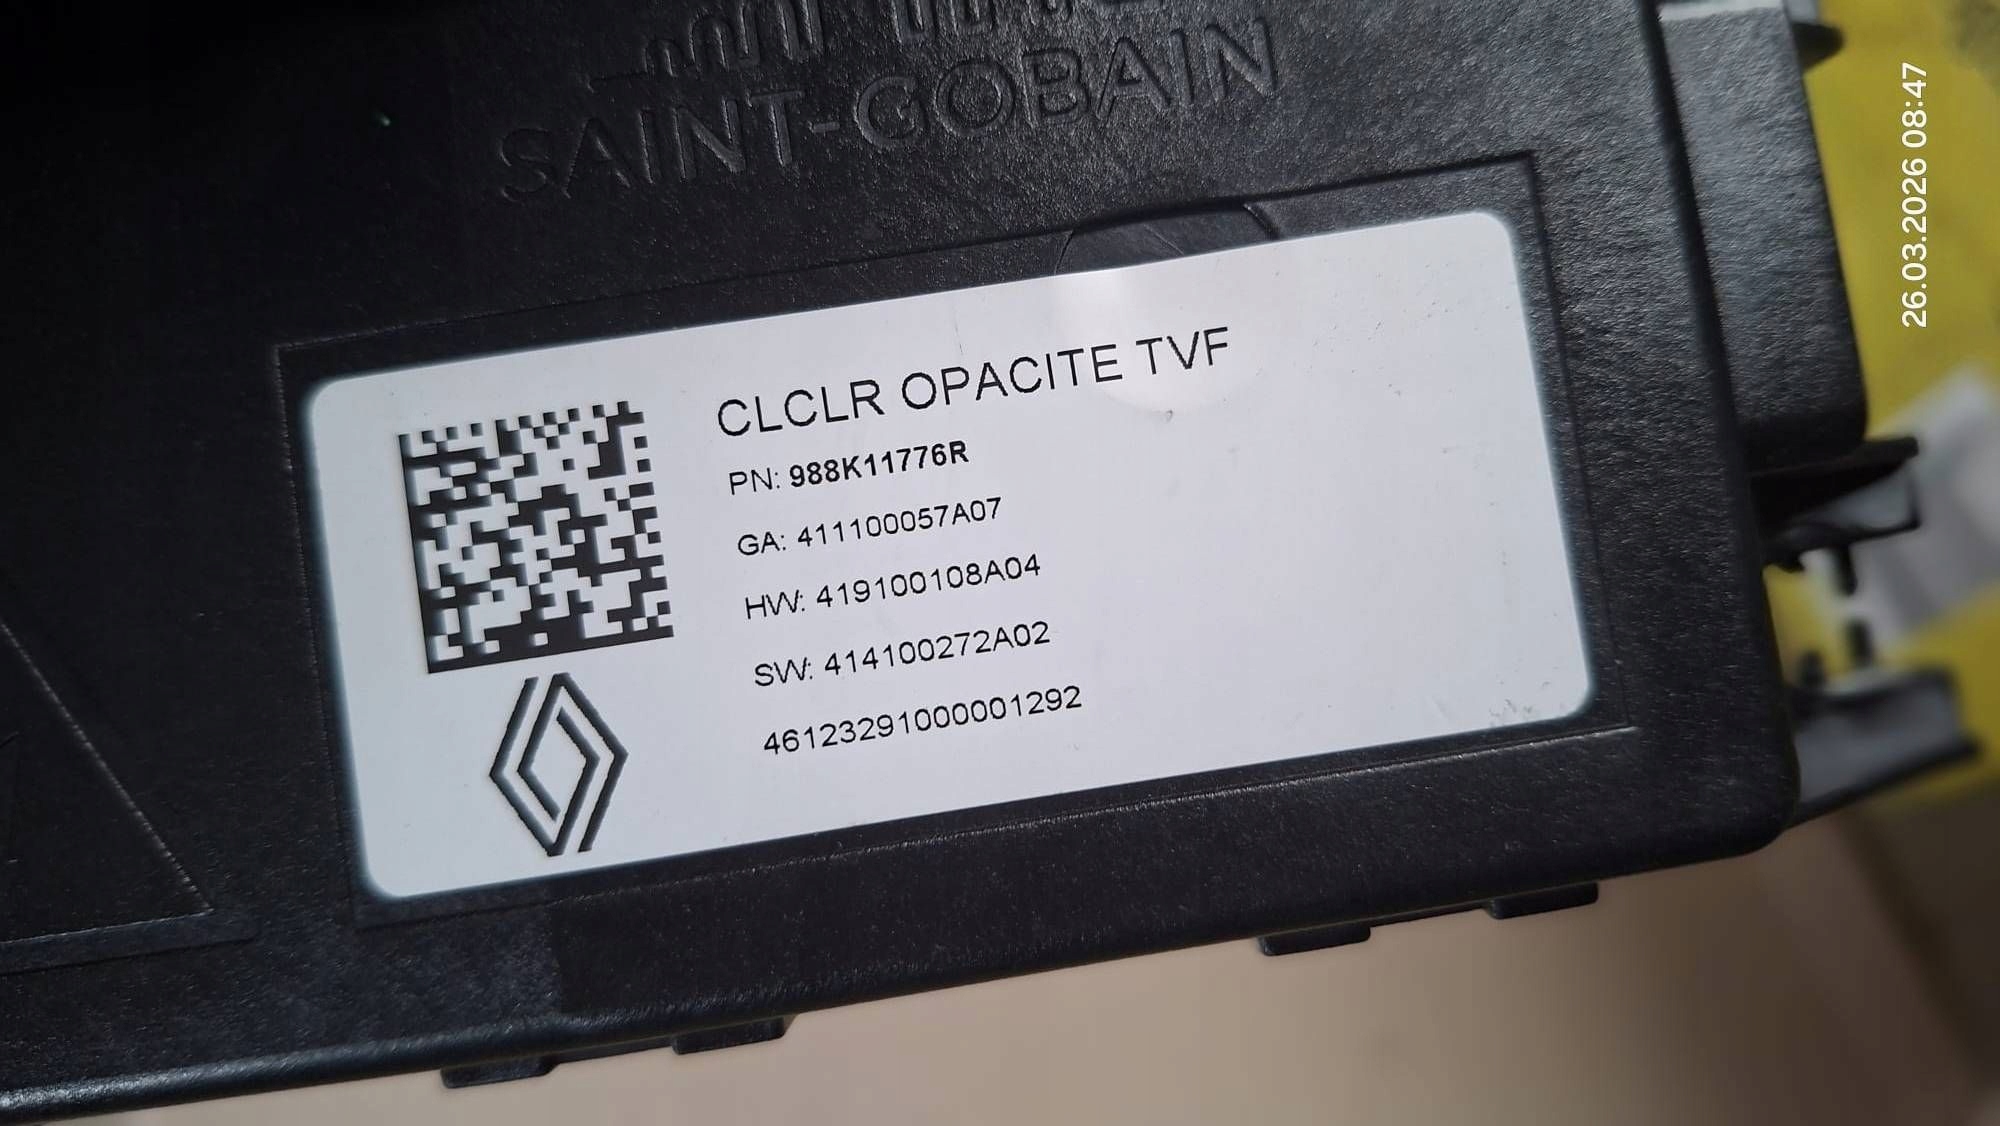 SAINT-GOBAIN
CLCLR OPACITE TVF
PN: 988K11776R
GA: 411100057A07
HW: 419100108A04
SW: 414100272A02
46123291000001292
26.03.2026 08:47